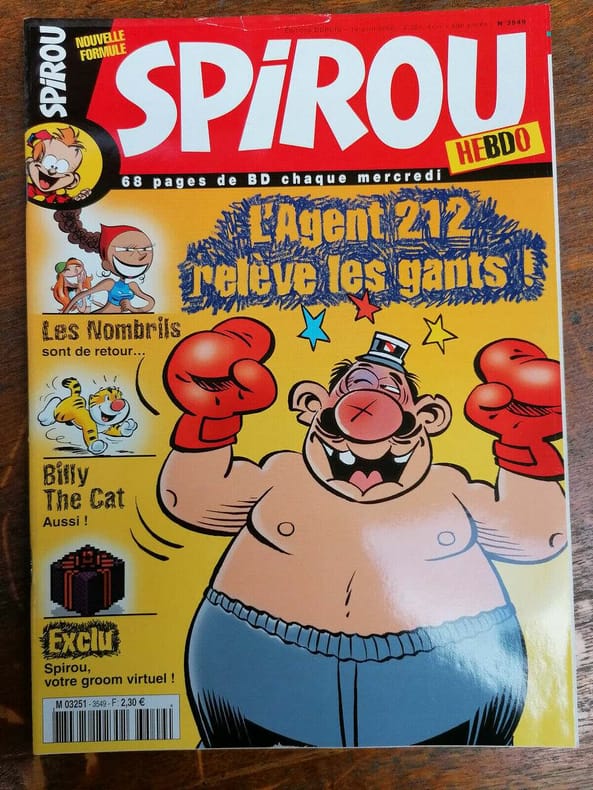 SPIROU
NOUVELLE
FORMULE
N°3549
SPiROU
HEBDO
68 pages de BD chaque mercredi
L'Agent 212
relève les gants !
Les Nombrils
sont de retour...
Billy
The Cat
Aussi !
Exclu
Spirou,
votre groom virtuel !
M 03251 - 3549 - F: 2,30 €